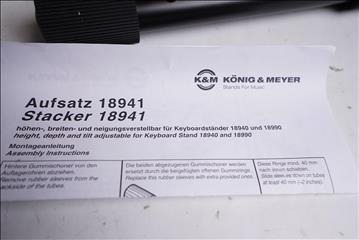 K&M KÖNIG & MEYER
Stands For Music
Aufsatz 18941
Stacker 18941
höhen-, breiten- und neigungsverstellbar für Keyboardständer 18940 und 18990
height, depth and tilt adjustable for Keyboard Stand 18940 and 18990
Montageanleitung
Assembly Instructions
Hintere Gummischoner von den
Auflagerohren abziehen.
Remove rubber sleeves from the
backside of the tubes.
Die beiden abgezogenen Gummischoner werden
ersetzt durch die beigefügten offenen Gummiringe.
Replace this rubber sleeves with extra provided ones.
Diese Ringe mind. 40 mm
nach innen schieben.
Slide sleeves on tubes at
least 40 mm (~2 inches).